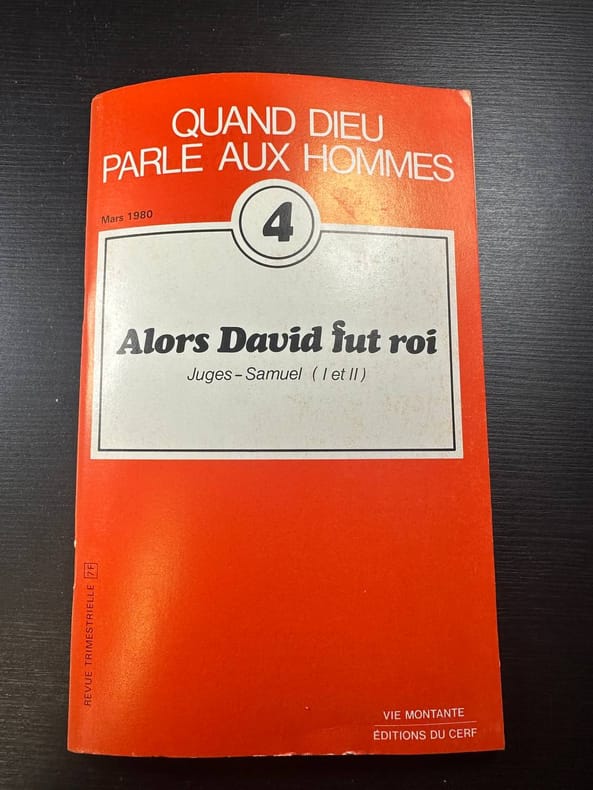 QUAND DIEU
PARLE AUX HOMMES
Mars 1980
4
Alors David fut roi
Juges - Samuel ( I et II )
REVUE TRIMESTRIELLE 7F
VIE MONTANTE
ÉDITIONS DU CERF